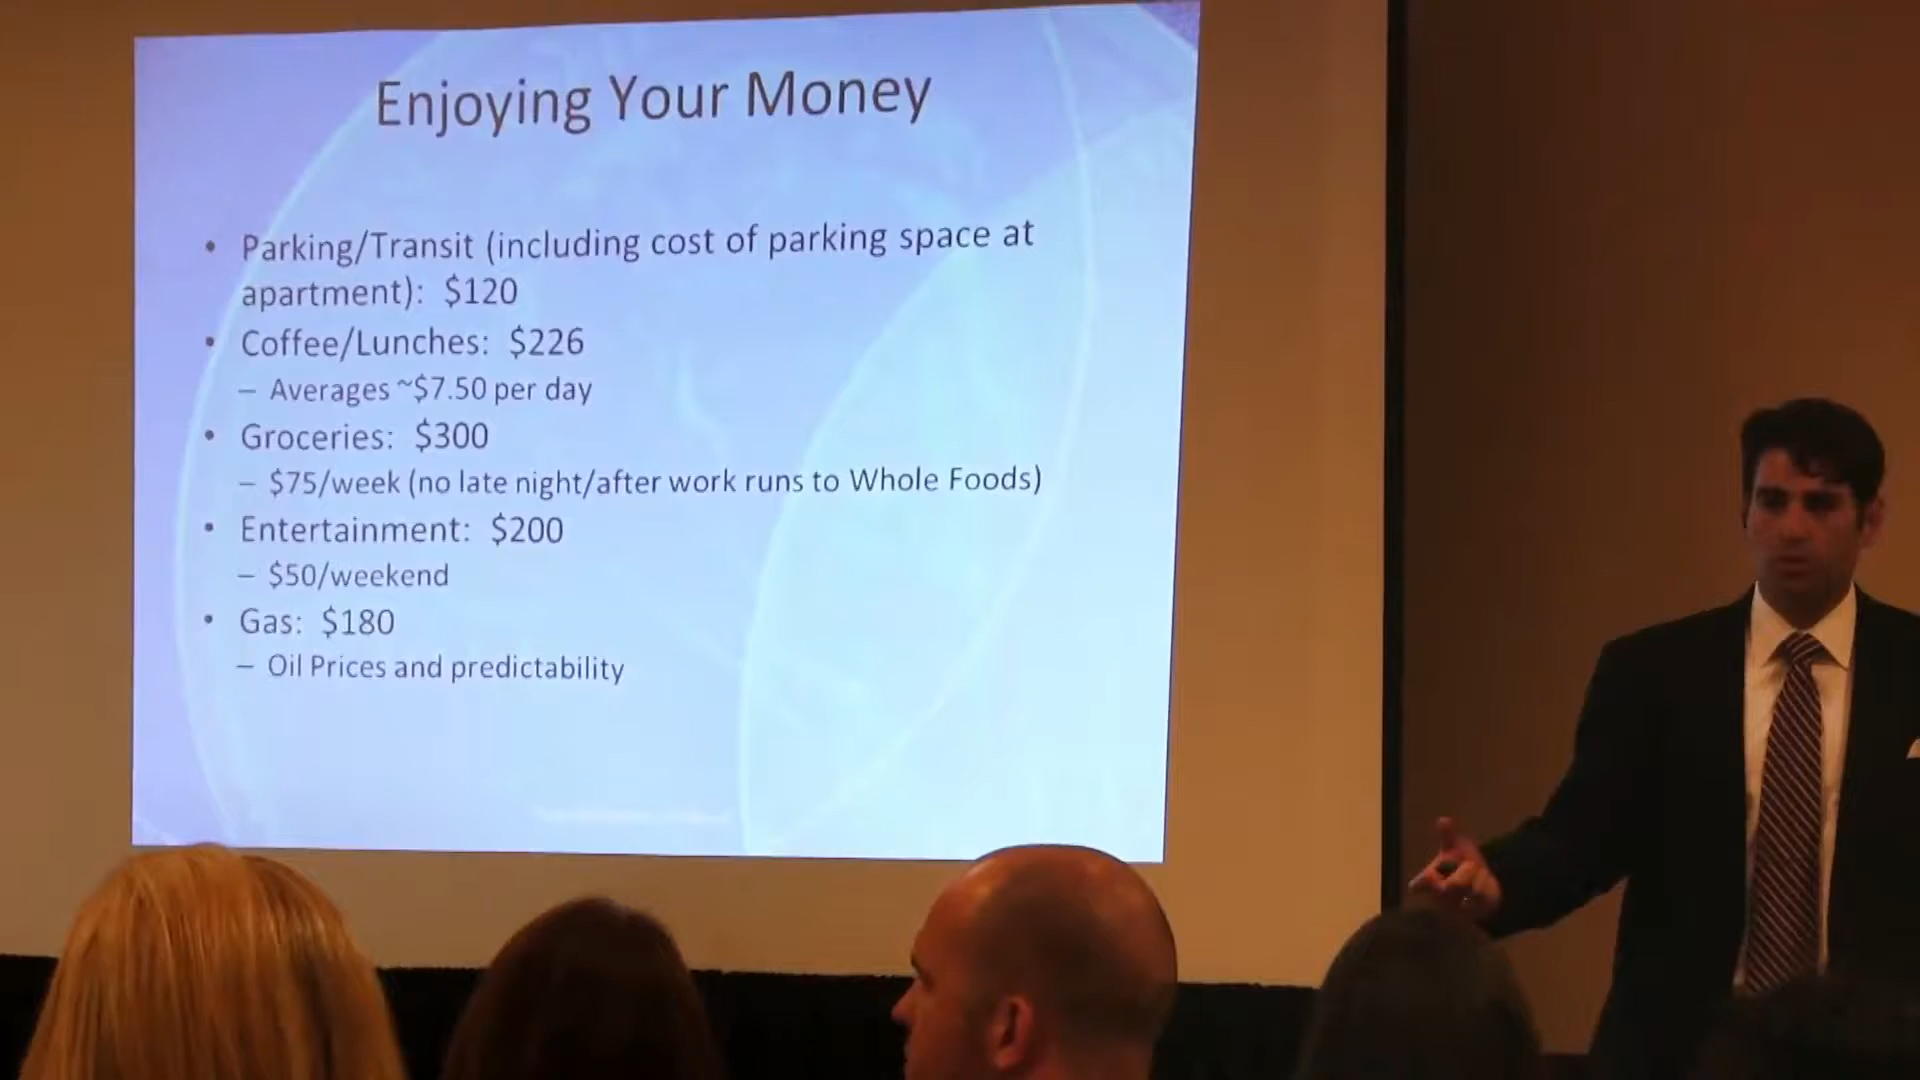 Enjoying Your Money
• Parking/Transit (including cost of parking space at
apartment): $120
• Coffee/Lunches: $226
– Averages ~$7.50 per day
• Groceries: $300
– $75/week (no late night/after work runs to Whole Foods)
• Entertainment: $200
– $50/weekend
• Gas: $180
– Oil Prices and predictability